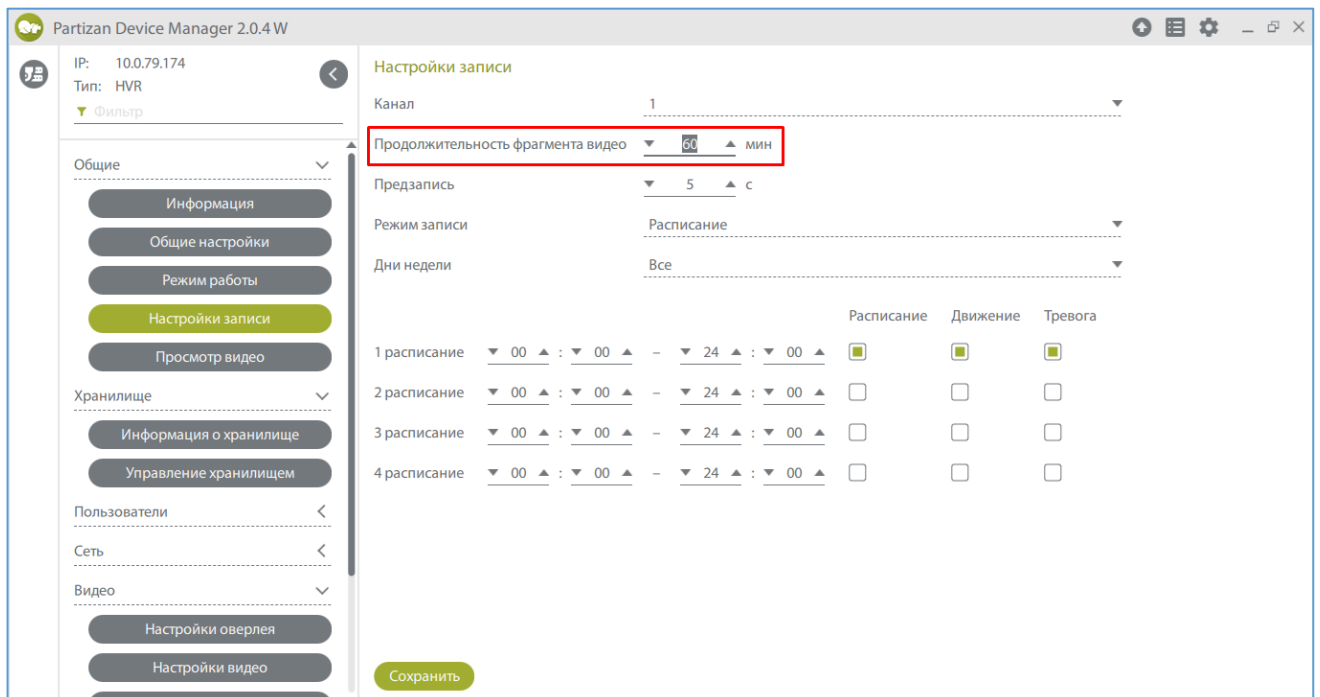 Partizan Device Manager 2.0.4 W
IP: 10.0.79.174
Тип: HVR
Фильтр
Общие
Информация
Общие настройки
Режим работы
Настройки записи
Просмотр видео
Хранилище
Информация о хранилище
Управление хранилищем
Пользователи
Сеть
Видео
Настройки оверлея
Настройки видео
Настройки записи
Канал 1
Продолжительность фрагмента видео 60 мин
Предзапись 5 с
Режим записи Расписание
Дни недели Все
Расписание Движение Тревога
1 расписание 00 : 00 – 24 : 00
2 расписание 00 : 00 – 24 : 00
3 расписание 00 : 00 – 24 : 00
4 расписание 00 : 00 – 24 : 00
Сохранить